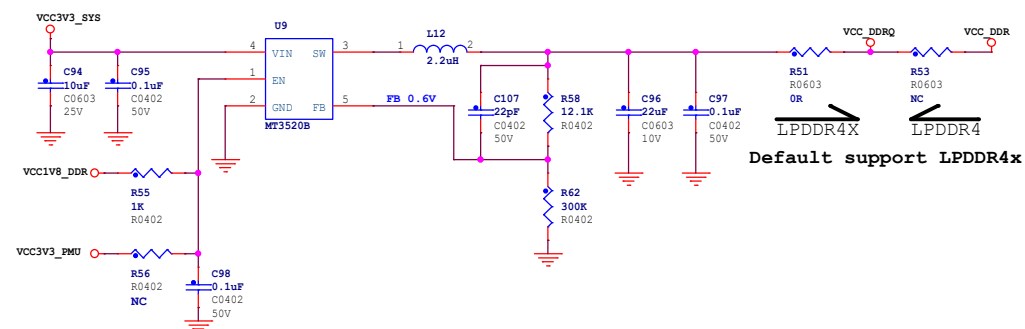 VCC3V3_SYS
U9
L12
VCC_DDRQ
VCC_DDR
4
VIN
SW
3
1
2
2.2uH
C94
10uF
C0603
25V
C95
0.1uF
C0402
50V
1
EN
2
GND
FB
5
FB 0.6V
MT3520B
C107
22pF
C0402
50V
R58
12.1K
R0402
C96
22uF
C0603
10V
C97
0.1uF
C0402
50V
R51
R0603
0R
R53
R0603
NC
LPDDR4X
LPDDR4
Default support LPDDR4x
VCC1V8_DDR
R55
1K
R0402
R62
300K
R0402
VCC3V3_PMU
R56
R0402
NC
C98
0.1uF
C0402
50V